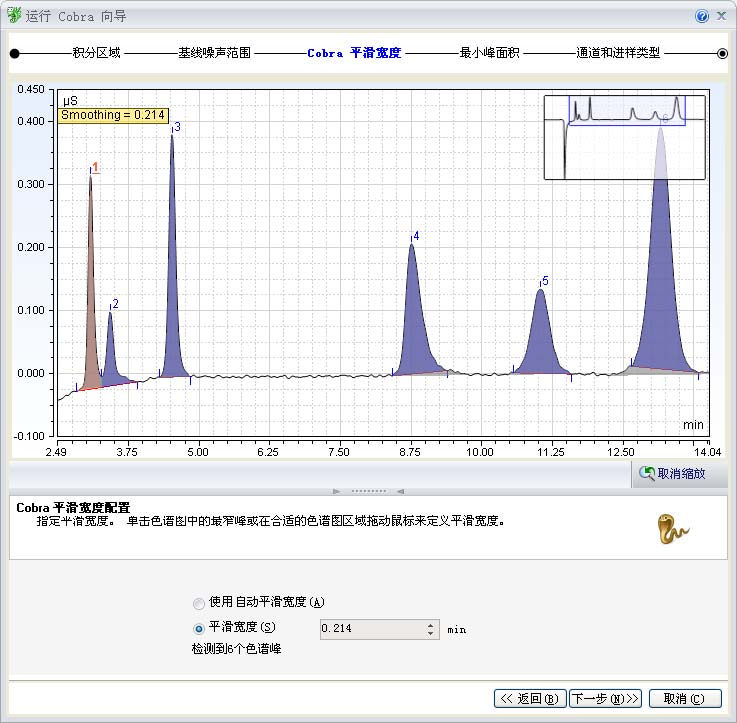 运行 Cobra 向导
积分区域 基线噪声范围 Cobra 平滑宽度 最小峰面积 通道和进样类型
µS
Smoothing = 0.214
0.450
0.400
0.300
0.200
0.100
0.000
-0.100
1
2
3
4
5
6
min
2.49 3.75 5.00 6.25 7.50 8.75 10.00 11.25 12.50 14.04
取消缩放
Cobra 平滑宽度配置
指定平滑宽度。 单击色谱图中的最窄峰或在合适的色谱图区域拖动鼠标来定义平滑宽度。
使用自动平滑宽度(A)
平滑宽度(S) 0.214 min
检测到6个色谱峰
<< 返回(B) 下一步(N)>> 取消(C)